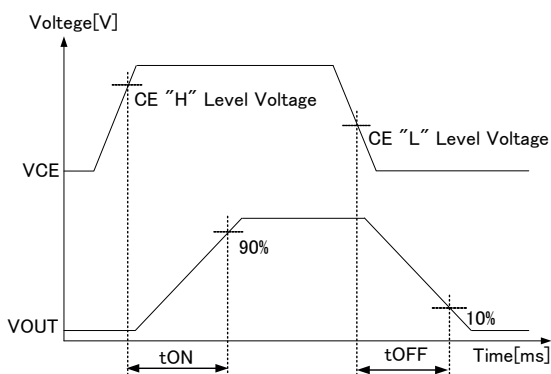 Voltege[V]
CE "H" Level Voltage
CE "L" Level Voltage
VCE
90%
VOUT
10%
tON
tOFF
Time[ms]